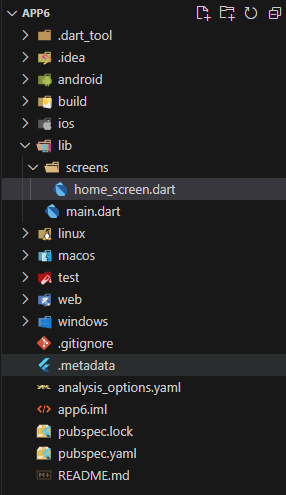 APP6
.dart_tool
.idea
android
build
ios
lib
screens
home_screen.dart
main.dart
linux
macos
test
web
windows
.gitignore
.metadata
analysis_options.yaml
app6.iml
pubspec.lock
pubspec.yaml
README.md